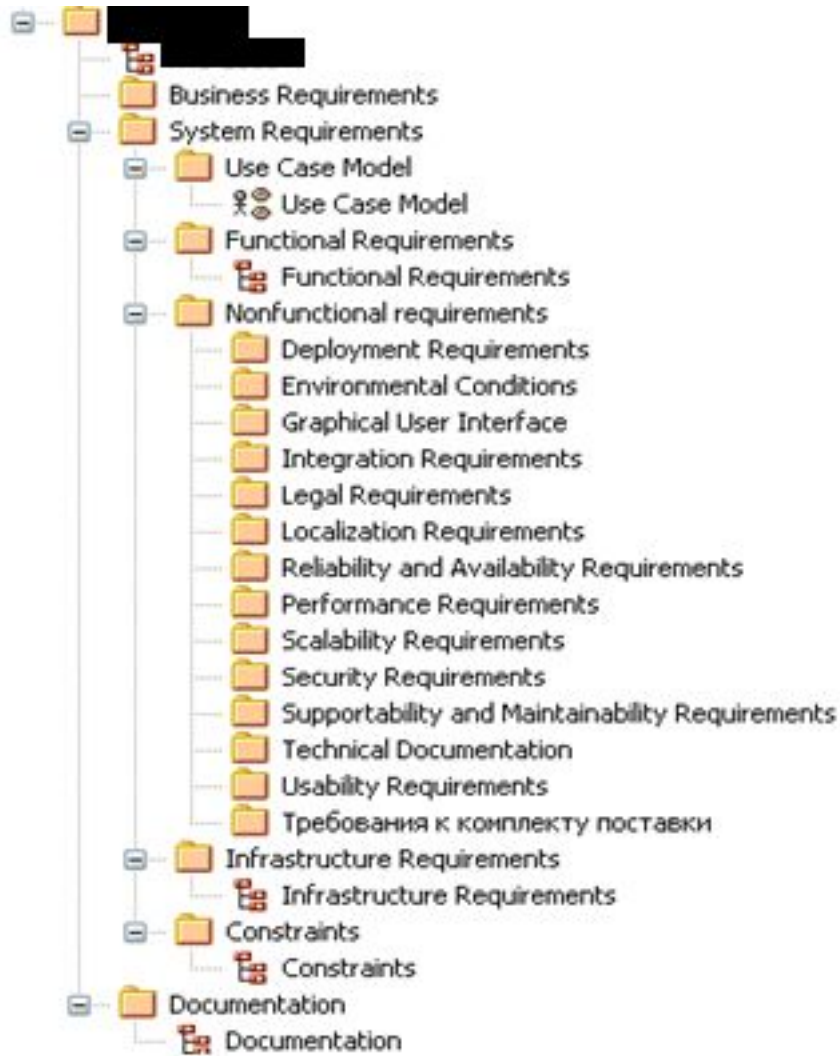 Business Requirements
System Requirements
Use Case Model
Use Case Model
Functional Requirements
Functional Requirements
Nonfunctional requirements
Deployment Requirements
Environmental Conditions
Graphical User Interface
Integration Requirements
Legal Requirements
Localization Requirements
Reliability and Availability Requirements
Performance Requirements
Scalability Requirements
Security Requirements
Supportability and Maintainability Requirements
Technical Documentation
Usability Requirements
Требования к комплекту поставки
Infrastructure Requirements
Infrastructure Requirements
Constraints
Constraints
Documentation
Documentation